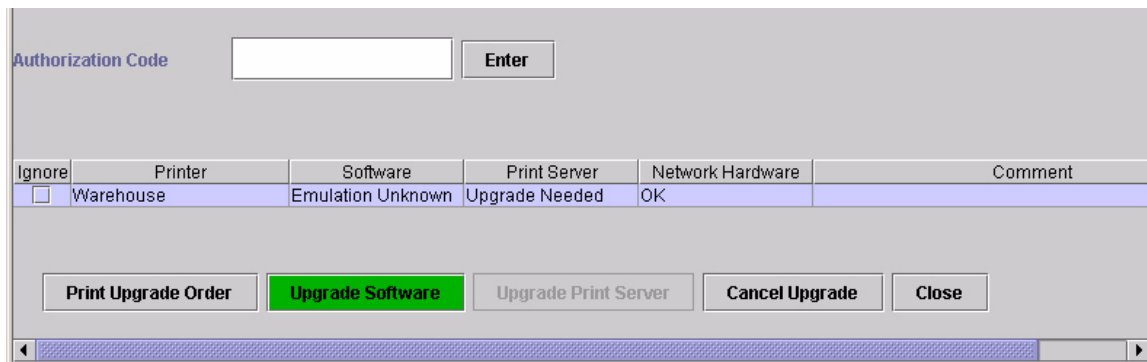 Authorization Code Enter
Ignore Printer Software Print Server Network Hardware Comment
Warehouse Emulation Unknown Upgrade Needed OK
Print Upgrade Order Upgrade Software Upgrade Print Server Cancel Upgrade Close